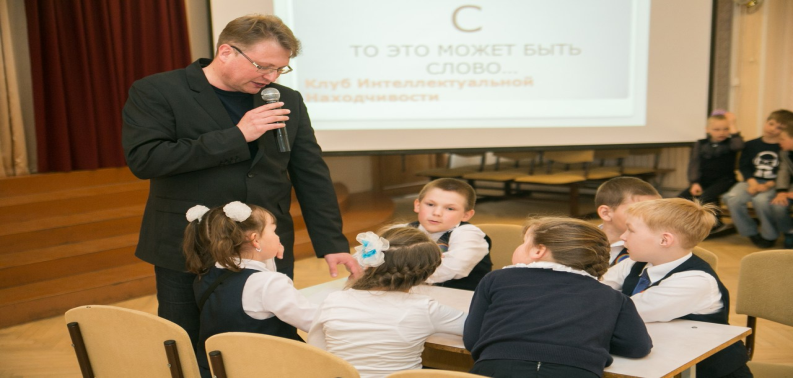 С
ТО ЭТО МОЖЕТ БЫТЬ
СЛОВО...
Клуб Интеллектуальной
Находчивости